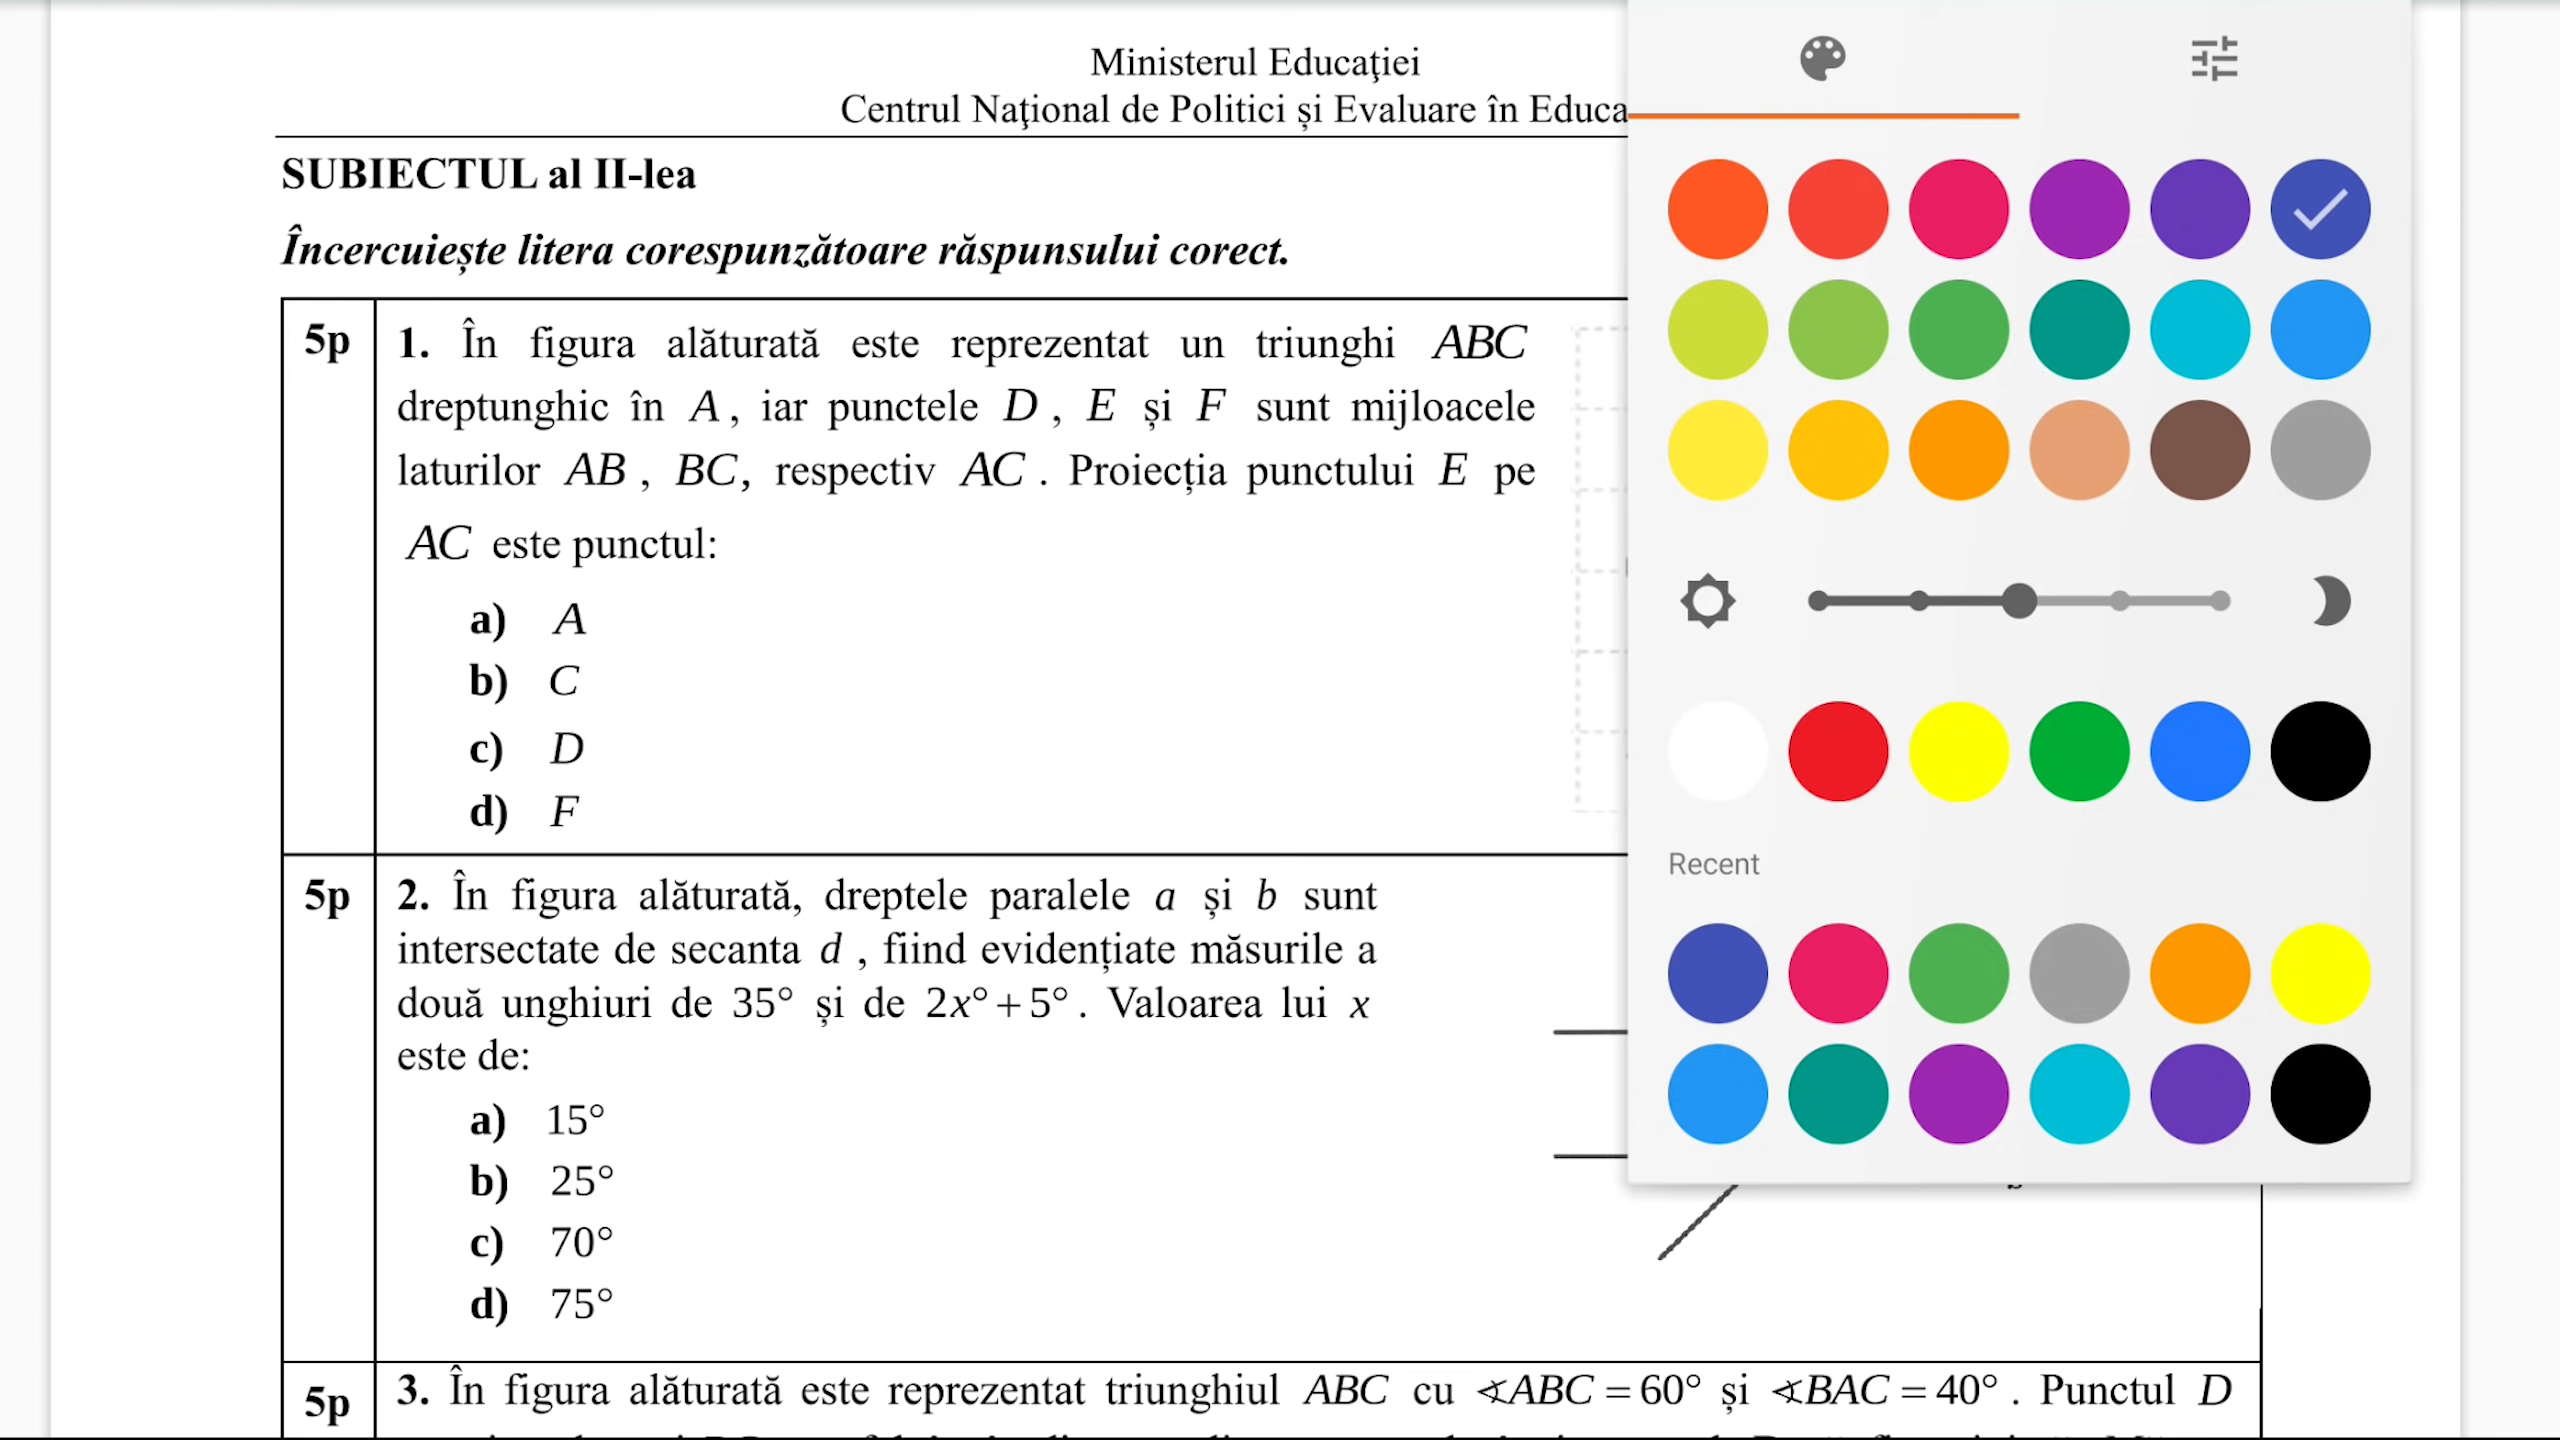 Ministerul Educaţiei
Centrul Naţional de Politici și Evaluare în Educa
SUBIECTUL al II-lea
Încercuiește litera corespunzătoare răspunsului corect.
5p
1. În figura alăturată este reprezentat un triunghi ABC
dreptunghic în A, iar punctele D, E și F sunt mijloacele
laturilor AB, BC, respectiv AC. Proiecția punctului E pe
AC este punctul:
a) A
b) C
c) D
d) F
5p
2. În figura alăturată, dreptele paralele a și b sunt
intersectate de secanta d, fiind evidențiate măsurile a
două unghiuri de 35° și de 2x°+5°. Valoarea lui x
este de:
a) 15°
b) 25°
c) 70°
d) 75°
5p
3. În figura alăturată este reprezentat triunghiul ABC cu ∢ABC = 60° și ∢BAC = 40°. Punctul D
Recent